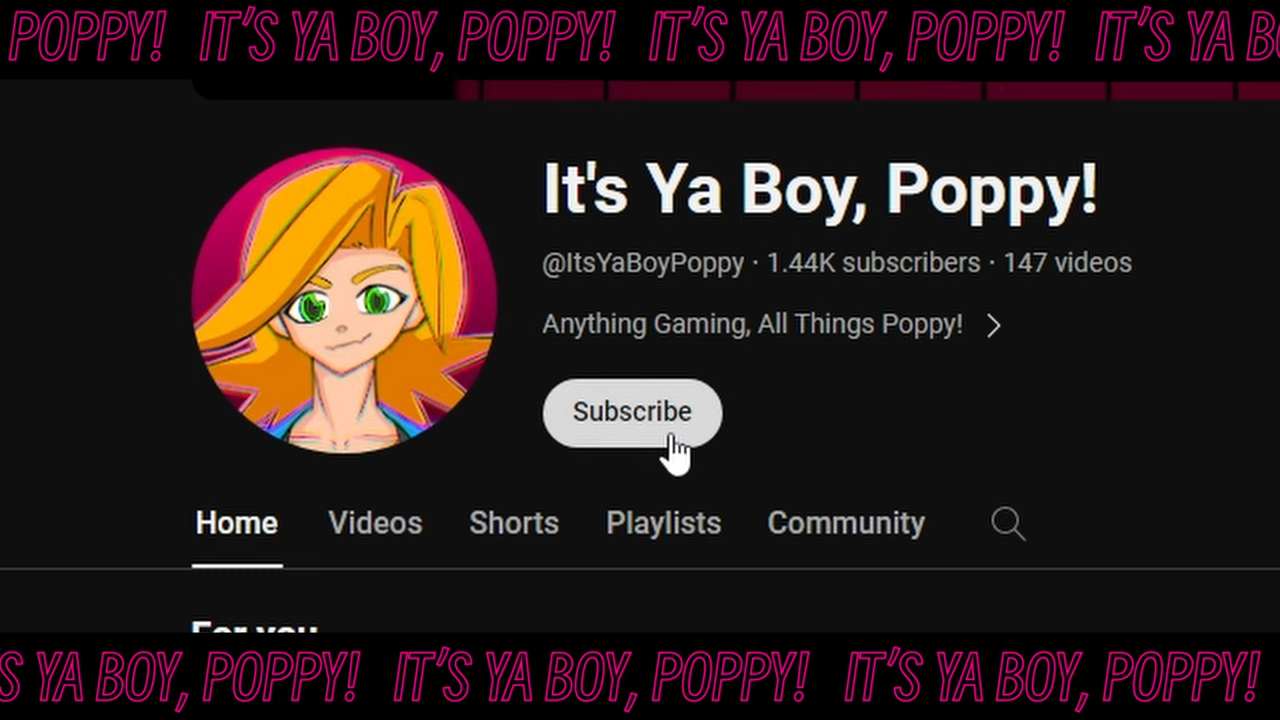 POPPY! IT'S YA BOY, POPPY! IT'S YA BOY, POPPY! IT'S YA
It's Ya Boy, Poppy!
@ItsYaBoyPoppy · 1.44K subscribers · 147 videos
Anything Gaming, All Things Poppy!
Subscribe
Home Videos Shorts Playlists Community
For you
YA BOY, POPPY! IT'S YA BOY, POPPY! IT'S YA BOY, POPPY!